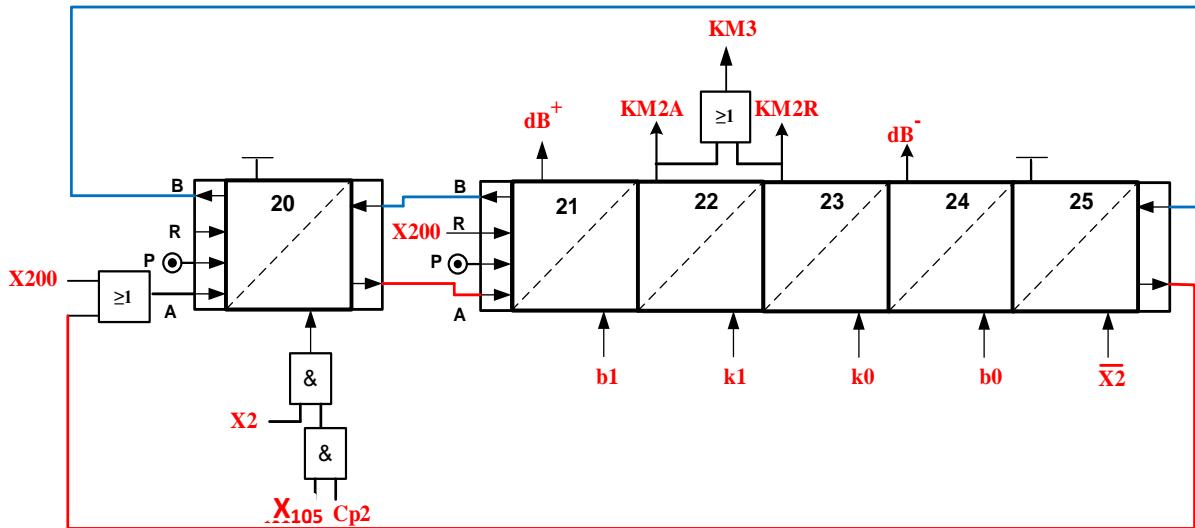 KM3
dB+
KM2A
≥1
KM2R
dB-
B
20
B
21
22
23
24
25
R
X200
R
P
P
X200
≥1
A
A
&
b1
k1
k0
b0
X2̅
X2
&
X105 Cp2